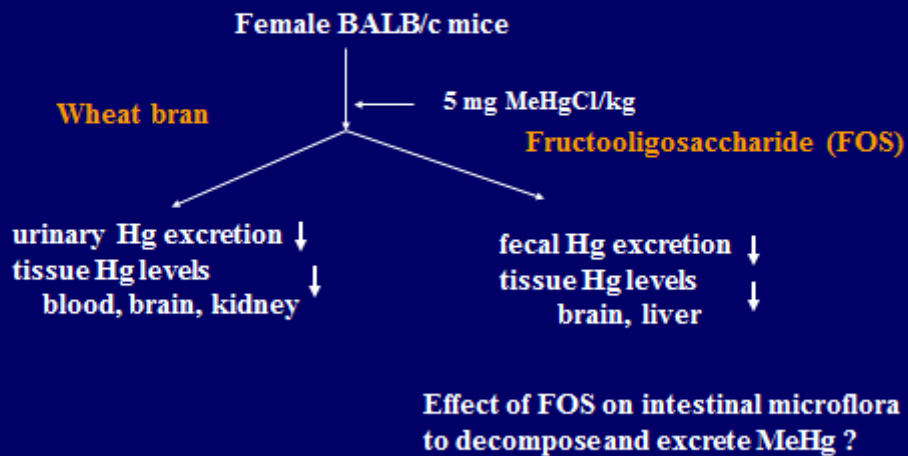 Female BALB/c mice
5 mg MeHgCl/kg
Wheat bran
Fructooligosaccharide (FOS)
urinary Hg excretion ↓
tissue Hg levels ↓
blood, brain, kidney
fecal Hg excretion ↓
tissue Hg levels ↓
brain, liver
Effect of FOS on intestinal microflora
to decompose and excrete MeHg ?